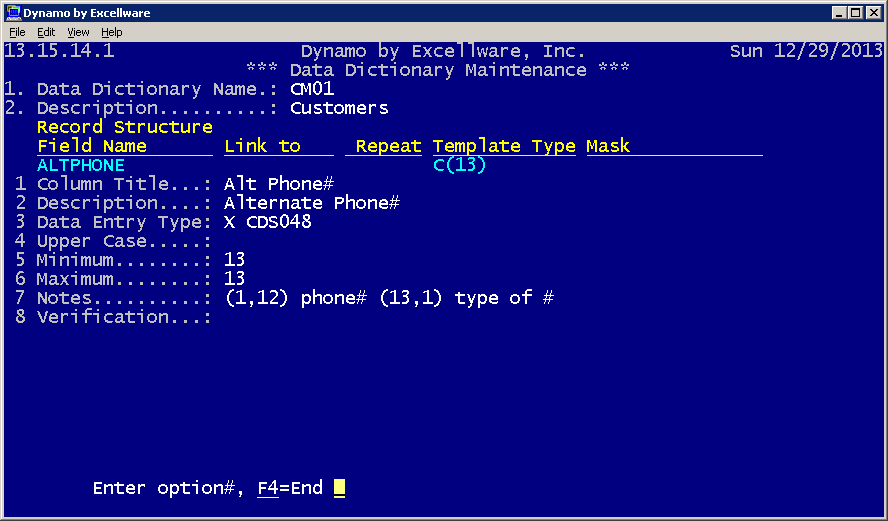 Dynamo by Excellware
File Edit View Help
13.15.14.1 Dynamo by Excellware, Inc. Sun 12/29/2013
*** Data Dictionary Maintenance ***
1. Data Dictionary Name.: CM01
2. Description..........: Customers
Record Structure
Field Name Link to Repeat Template Type Mask
ALTPHONE C(13)
1 Column Title...: Alt Phone#
2 Description....: Alternate Phone#
3 Data Entry Type: X CDS048
4 Upper Case.....:
5 Minimum........: 13
6 Maximum........: 13
7 Notes..........: (1,12) phone# (13,1) type of #
8 Verification...:
Enter option#, F4=End